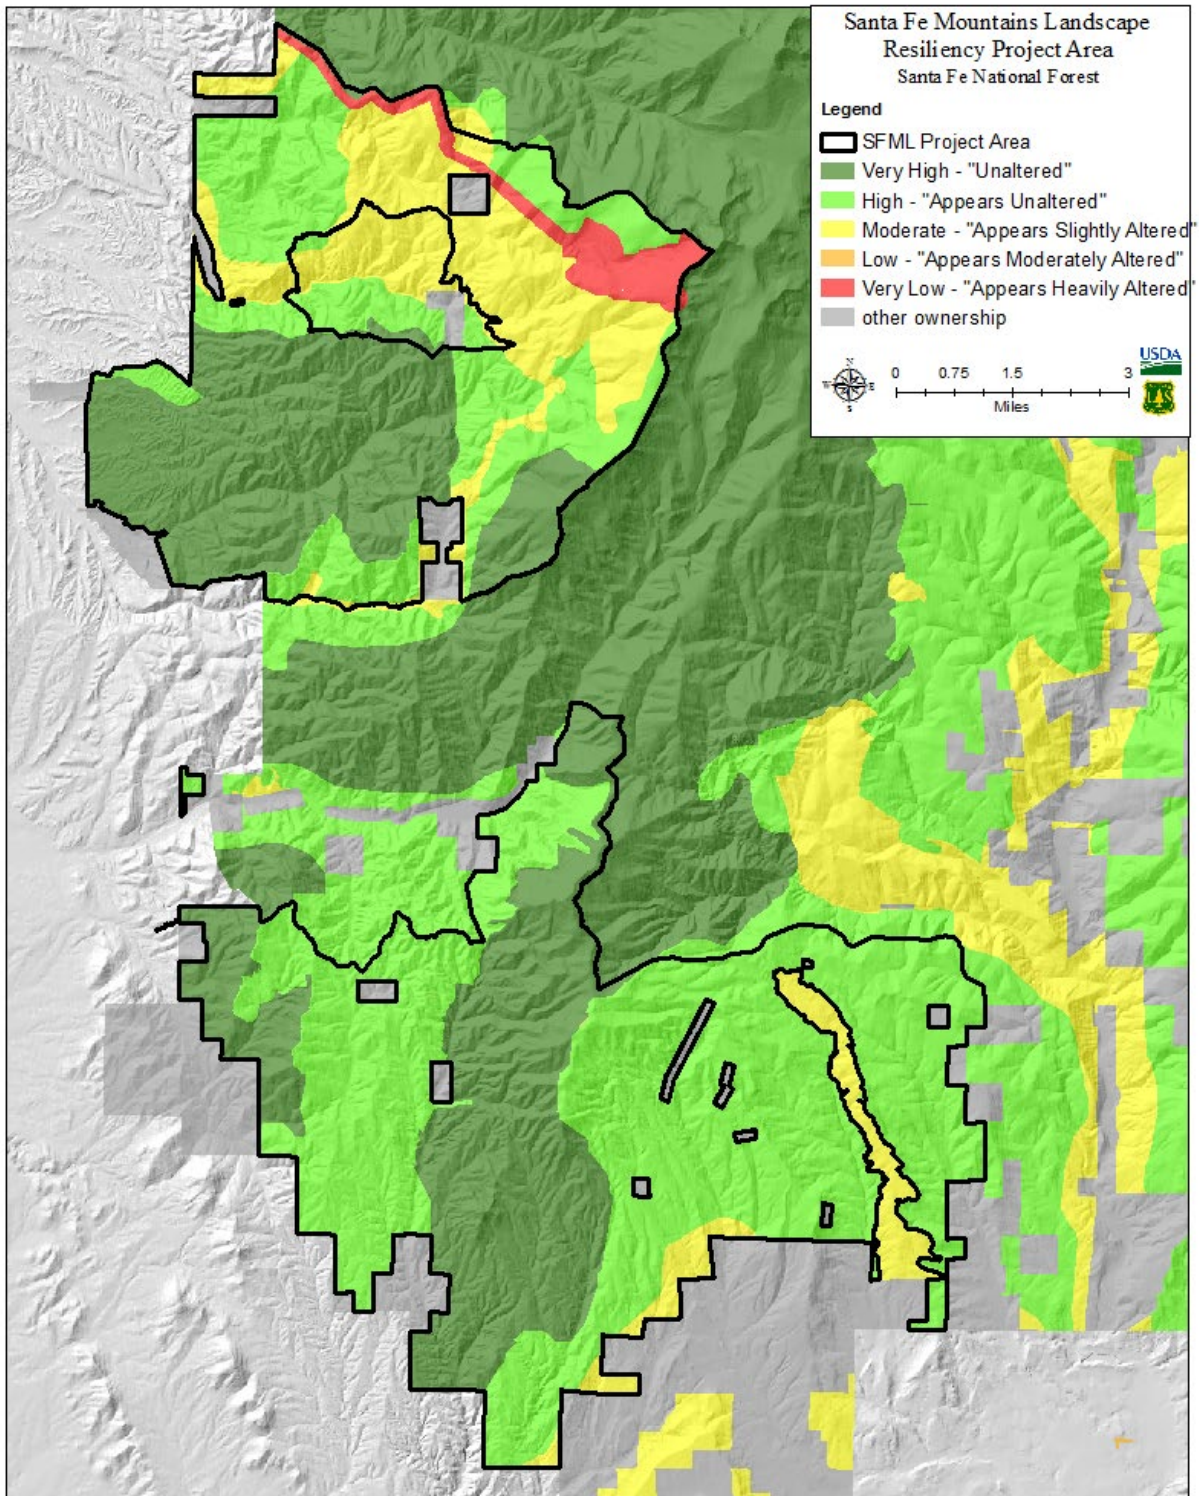 Santa Fe Mountains Landscape
Resiliency Project Area
Santa Fe National Forest
Legend
SFML Project Area
Very High - "Unaltered"
High - "Appears Unaltered"
Moderate - "Appears Slightly Altered"
Low - "Appears Moderately Altered"
Very Low - "Appears Heavily Altered"
other ownership
N
W E
S
0 0.75 1.5 3
Miles
USDA